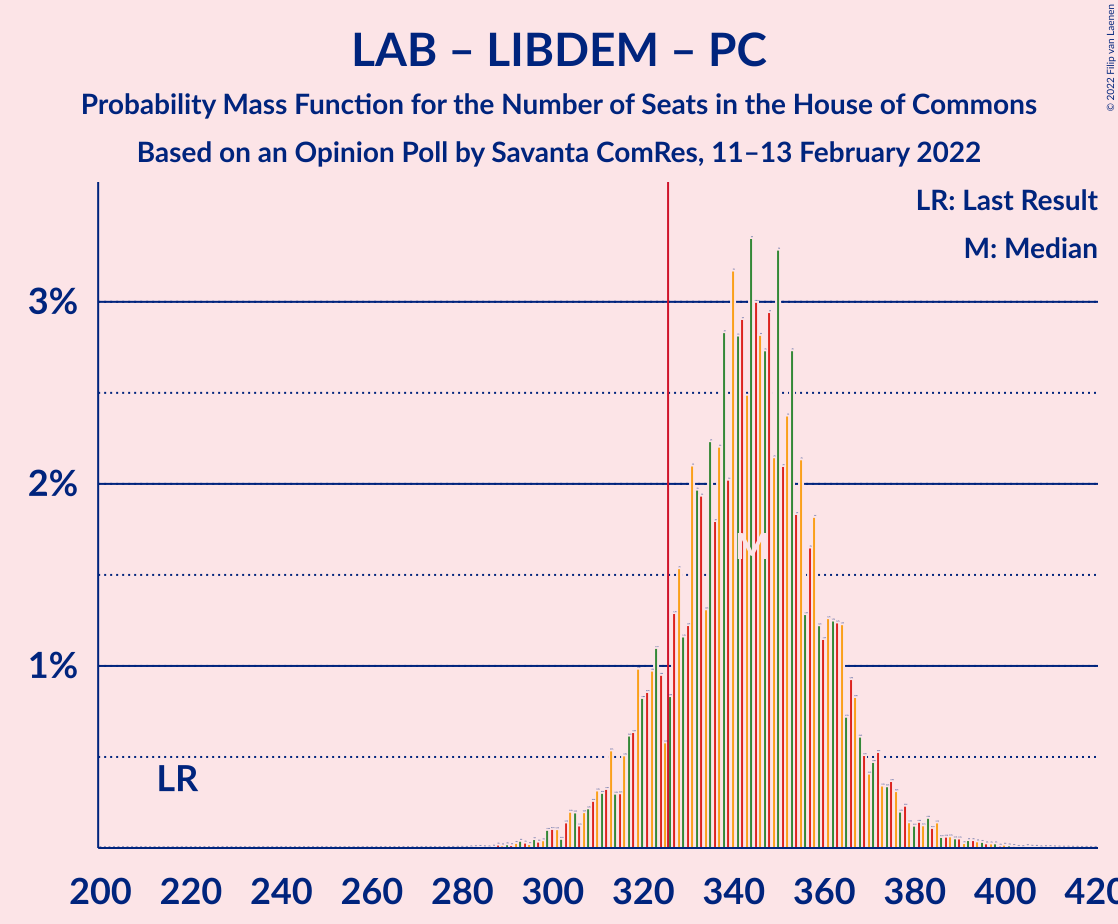 LAB – LIBDEM – PC
Probability Mass Function for the Number of Seats in the House of Commons
Based on an Opinion Poll by Savanta ComRes, 11–13 February 2022
© 2022 Filip van Laenen
LR: Last Result
M: Median
3%
2%
1%
M
LR
200 220 240 260 280 300 320 340 360 380 400 420